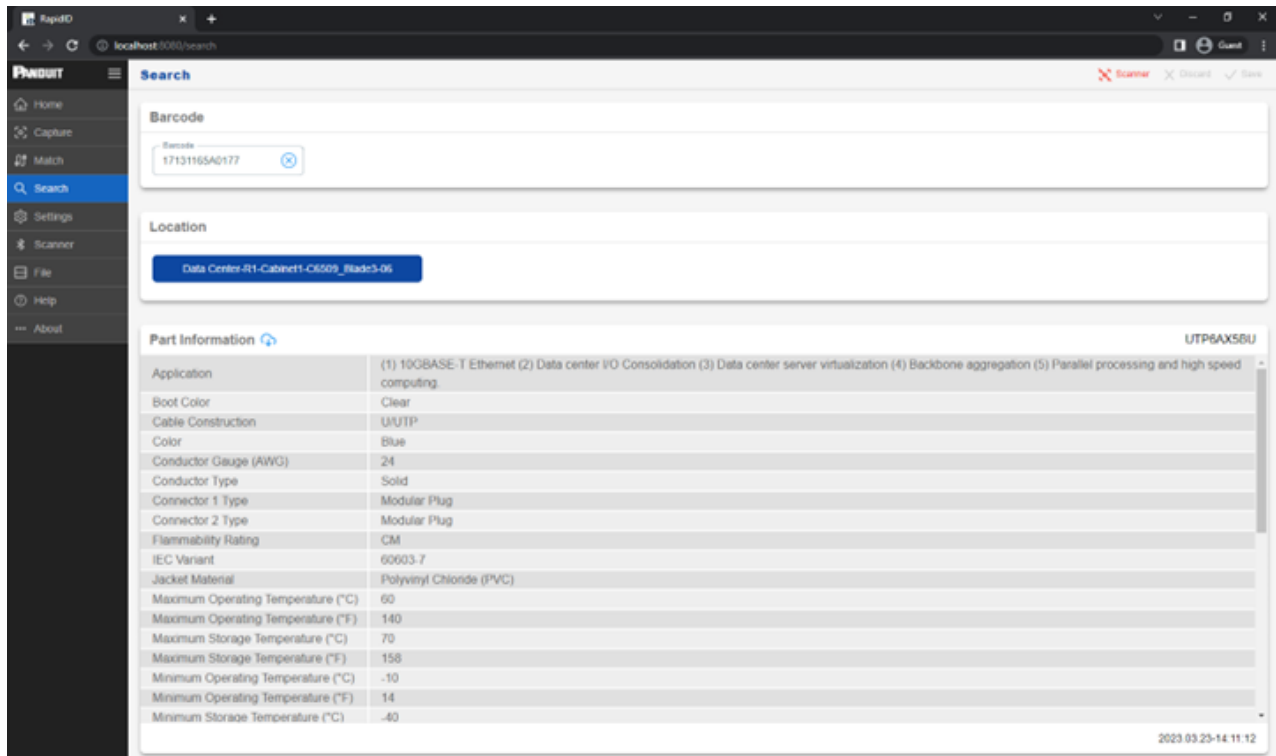 RapidID
localhost:8080/search
Guest
PANDUIT
Search
Scanner Discard Save
Home
Capture
Match
Search
Settings
Scanner
File
Help
About
Barcode
Barcode
17131165A0177
Location
Data Center-R1-Cabinet1-C6509_Blade3-06
Part Information UTP6AX5BU
Application (1) 10GBASE-T Ethernet (2) Data center I/O Consolidation (3) Data center server virtualization (4) Backbone aggregation (5) Parallel processing and high speed
computing.
Boot Color Clear
Cable Construction U/UTP
Color Blue
Conductor Gauge (AWG) 24
Conductor Type Solid
Connector 1 Type Modular Plug
Connector 2 Type Modular Plug
Flammability Rating CM
IEC Variant 60603-7
Jacket Material Polyvinyl Chloride (PVC)
Maximum Operating Temperature (°C) 60
Maximum Operating Temperature (°F) 140
Maximum Storage Temperature (°C) 70
Maximum Storage Temperature (°F) 158
Minimum Operating Temperature (°C) -10
Minimum Operating Temperature (°F) 14
Minimum Storage Temperature (°C) -40
2023.03.23-14:11:12